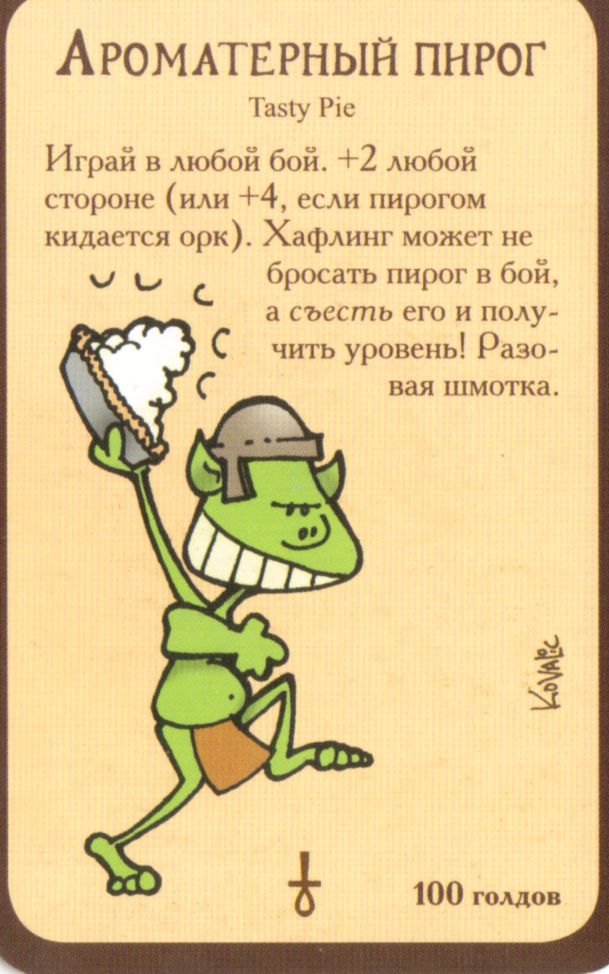 Ароматерный пирог
Tasty Pie
Играй в любой бой. +2 любой
стороне (или +4, если пирогом
кидается орк). Хафлинг может не
бросать пирог в бой,
а съесть его и полу-
чить уровень! Разо-
вая шмотка.
Kovalic
100 голдов